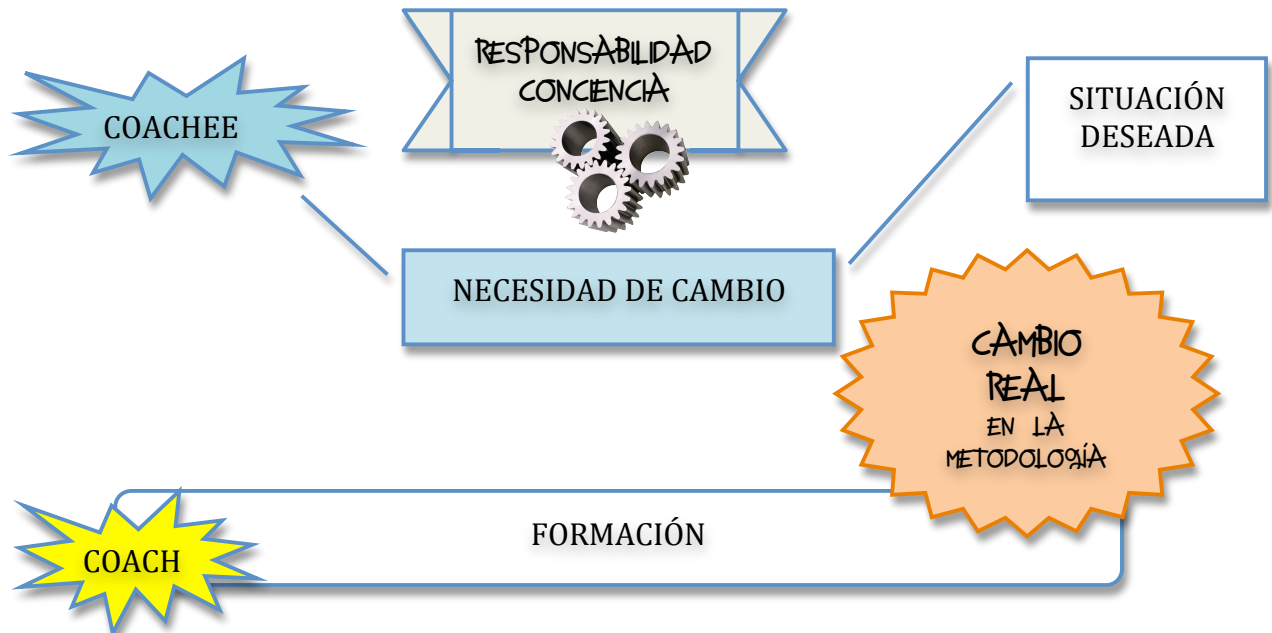 RESPONSABILIDAD
CONCIENCIA
COACHEE
SITUACIÓN
DESEADA
NECESIDAD DE CAMBIO
CAMBIO
REAL
EN LA
METODOLOGÍA
FORMACIÓN
COACH